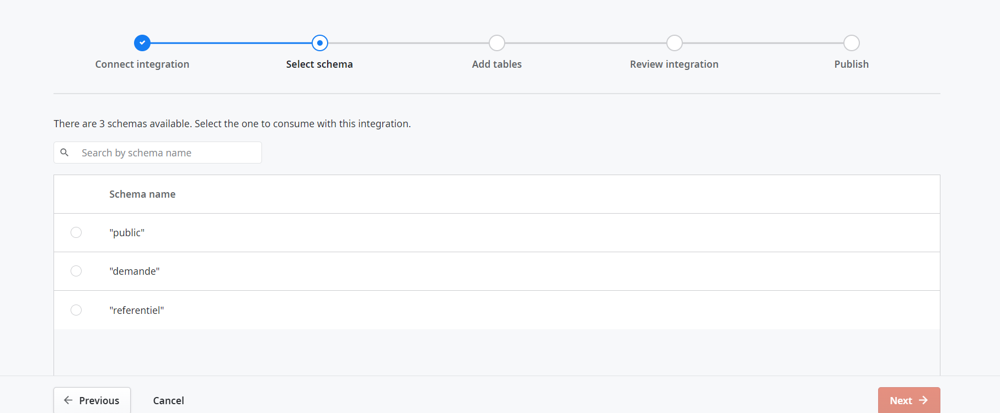 Connect integration
Select schema
Add tables
Review integration
Publish
There are 3 schemas available. Select the one to consume with this integration.
Search by schema name
Schema name
"public"
"demande"
"referentiel"
Previous
Cancel
Next